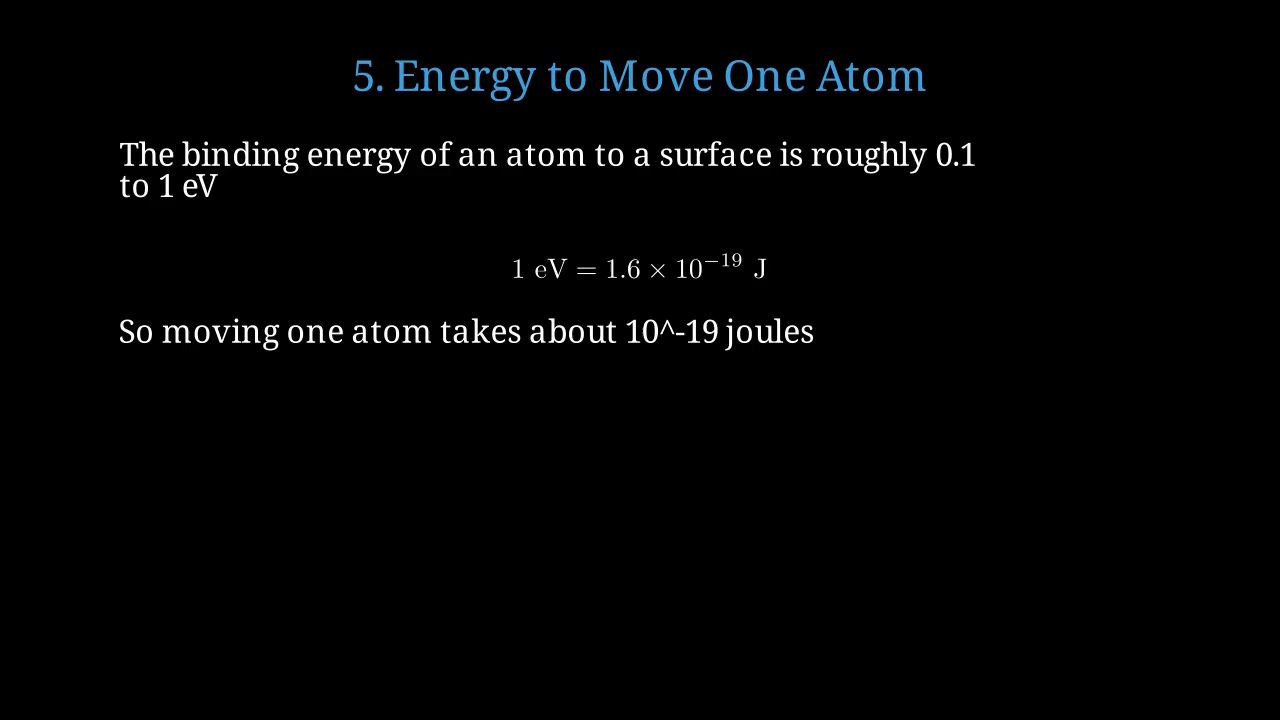 5. Energy to Move One Atom
The binding energy of an atom to a surface is roughly 0.1
to 1 eV
1 eV = 1.6 × 10⁻¹⁹ J
So moving one atom takes about 10^-19 joules